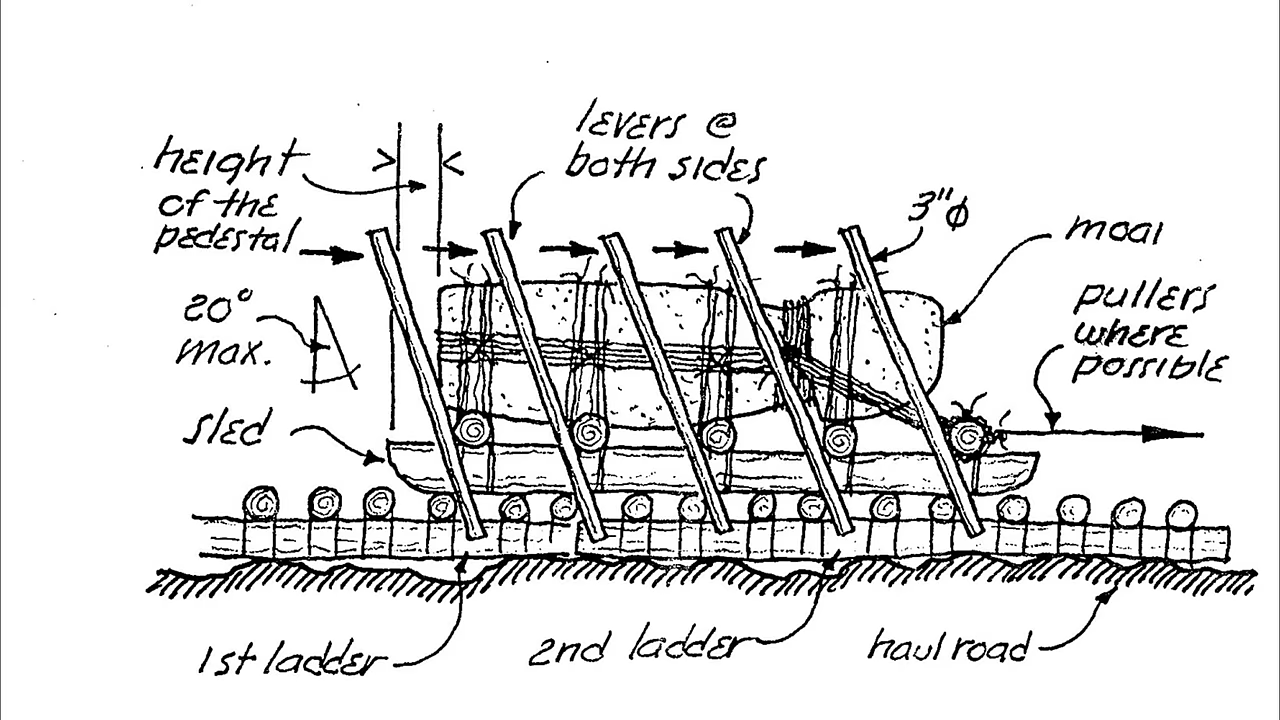 levers @
both sides
height
of the
pedestal
3"ϕ
moai
20°
max.
pullers
where
possible
sled
1st ladder
2nd ladder
haul road